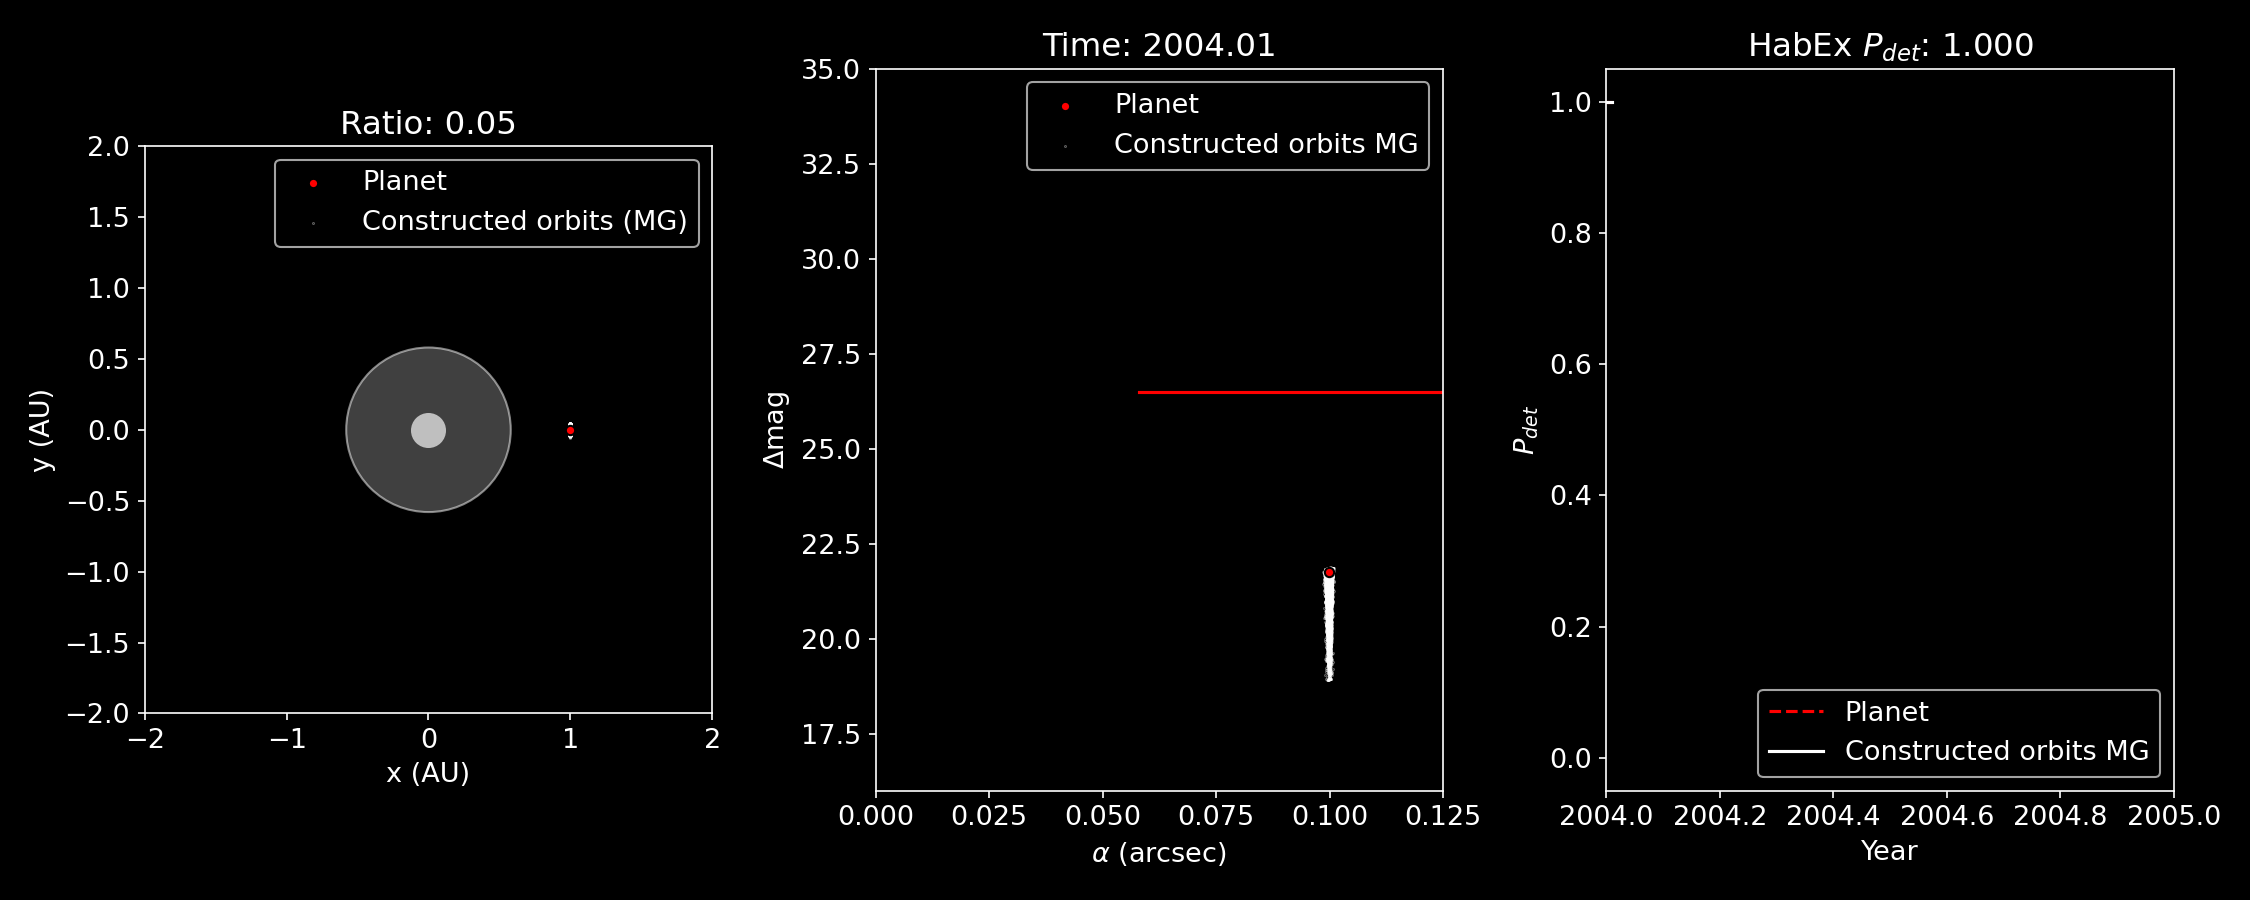 Ratio: 0.05
2.0
1.5
1.0
0.5
0.0
−0.5
−1.0
−1.5
−2.0
y (AU)
Planet
Constructed orbits (MG)
−2
−1
0
1
2
x (AU)
Time: 2004.01
35.0
32.5
30.0
27.5
25.0
22.5
20.0
17.5
Δmag
Planet
Constructed orbits MG
0.000
0.025
0.050
0.075
0.100
0.125
α (arcsec)
HabEx P_det: 1.000
1.0
0.8
0.6
0.4
0.2
0.0
P_det
Planet
Constructed orbits MG
2004.0
2004.2
2004.4
2004.6
2004.8
2005.0
Year